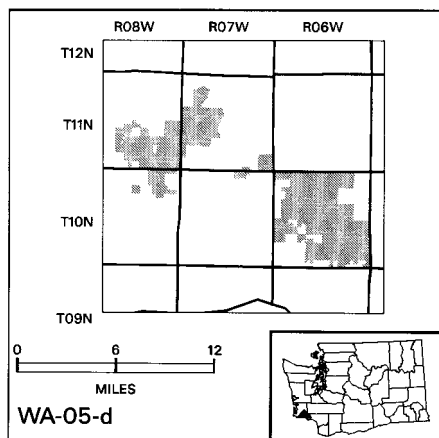 R08W R07W R06W
T12N
T11N
T10N
T09N
0 6 12
MILES
WA-05-d